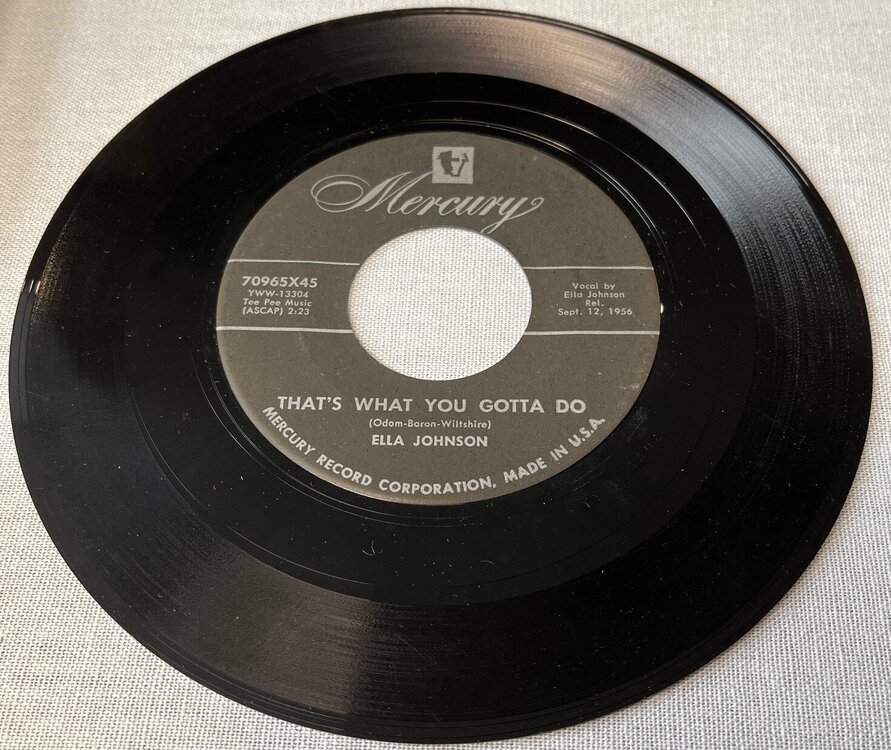 Mercury
70965X45
YWW-13304
Tee Pee Music
(ASCAP) 2:23
Vocal by
Ella Johnson
Rel.
Sept. 12, 1956
THAT'S WHAT YOU GOTTA DO
(Odom-Baron-Wiltshire)
ELLA JOHNSON
MERCURY RECORD CORPORATION. MADE IN U.S.A.